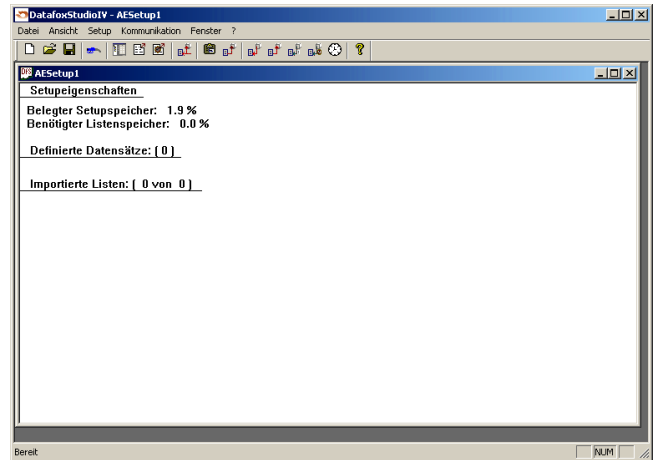 DatafoxStudioIV - AESetup1
Datei Ansicht Setup Kommunikation Fenster ?
AESetup1
Setupeigenschaften
Belegter Setupspeicher: 1.9 %
Benötigter Listenspeicher: 0.0 %
Definierte Datensätze: ( 0 )
Importierte Listen: ( 0 von 0 )
Bereit NUM